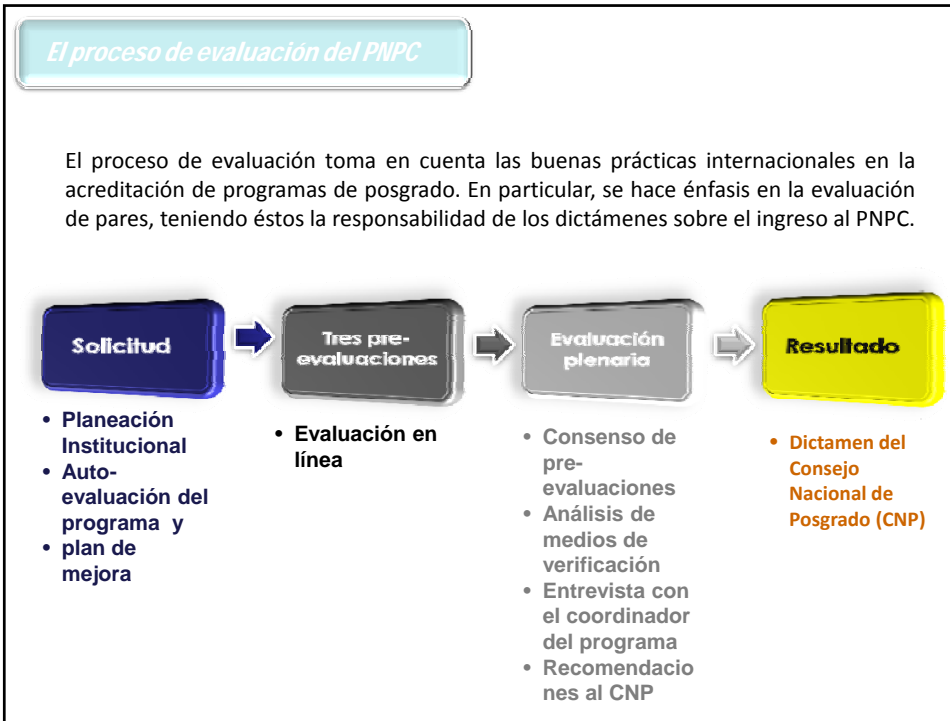 El proceso de evaluación del PNPC
El proceso de evaluación toma en cuenta las buenas prácticas internacionales en la
acreditación de programas de posgrado. En particular, se hace énfasis en la evaluación
de pares, teniendo éstos la responsabilidad de los dictámenes sobre el ingreso al PNPC.
Solicitud
• Planeación
Institucional
• Auto-
evaluación del
programa y
• plan de
mejora
Tres pre-
evaluaciones
• Evaluación en
línea
Evaluación
plenaria
• Consenso de
pre-
evaluaciones
• Análisis de
medios de
verificación
• Entrevista con
el coordinador
del programa
• Recomendacio
nes al CNP
Resultado
• Dictamen del
Consejo
Nacional de
Posgrado (CNP)